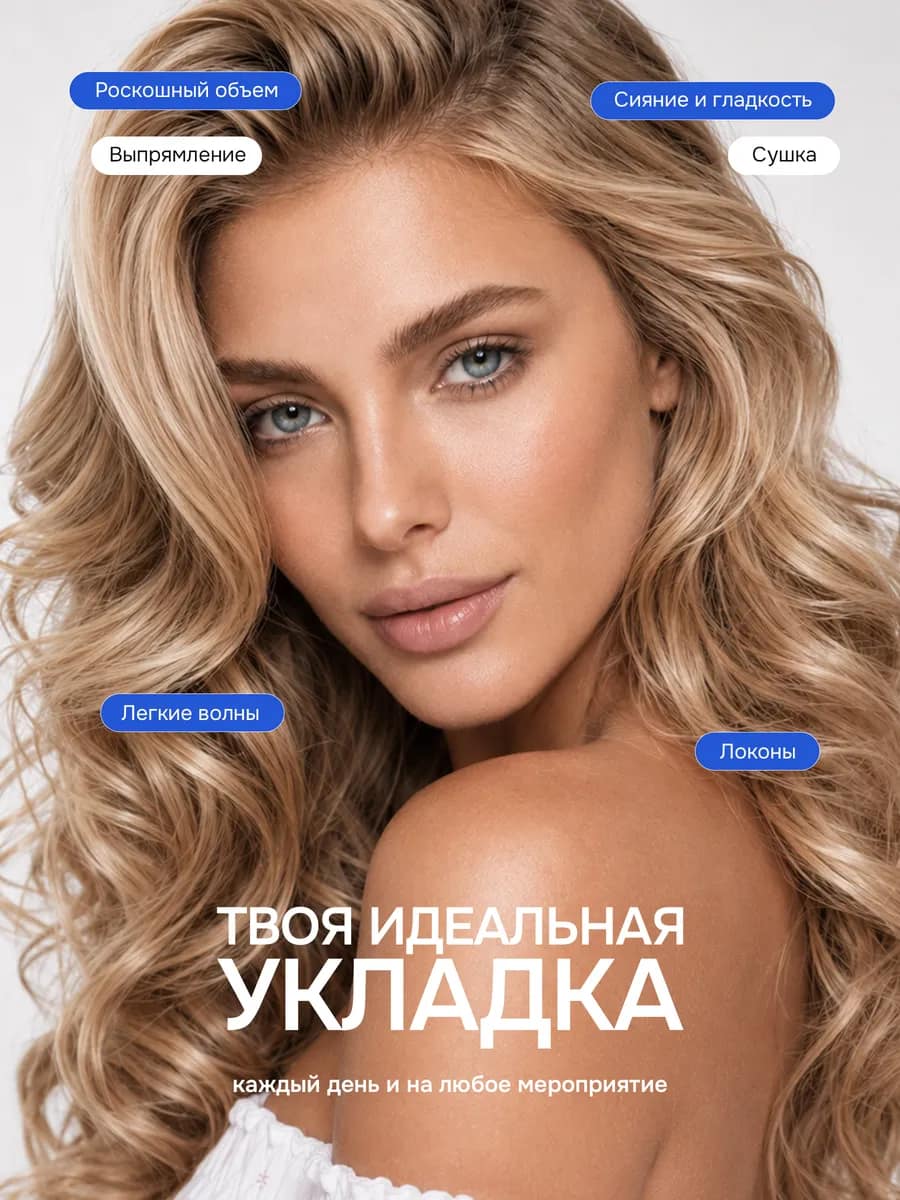 Роскошный объем
Сияние и гладкость
Выпрямление
Сушка
Легкие волны
Локоны
ТВОЯ ИДЕАЛЬНАЯ
УКЛАДКА
каждый день и на любое мероприятие